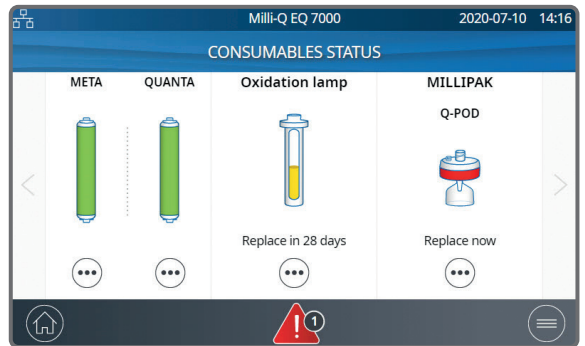 Milli-Q EQ 7000 2020-07-10 14:16
CONSUMABLES STATUS
META QUANTA Oxidation lamp MILLIPAK
Q-POD
Replace in 28 days Replace now
1